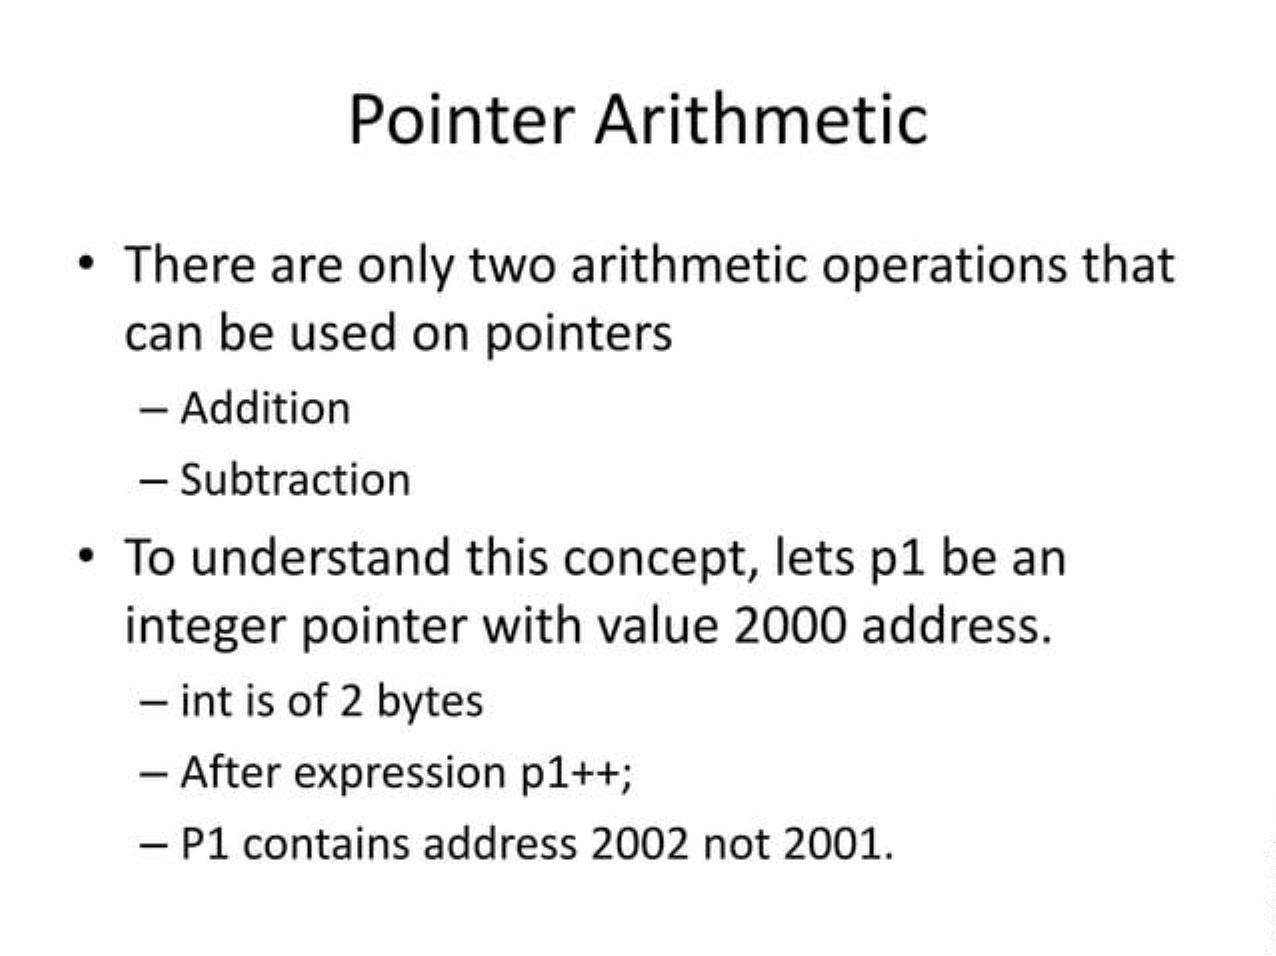 Pointer Arithmetic
• There are only two arithmetic operations that
can be used on pointers
– Addition
– Subtraction
• To understand this concept, lets p1 be an
integer pointer with value 2000 address.
– int is of 2 bytes
– After expression p1++;
– P1 contains address 2002 not 2001.